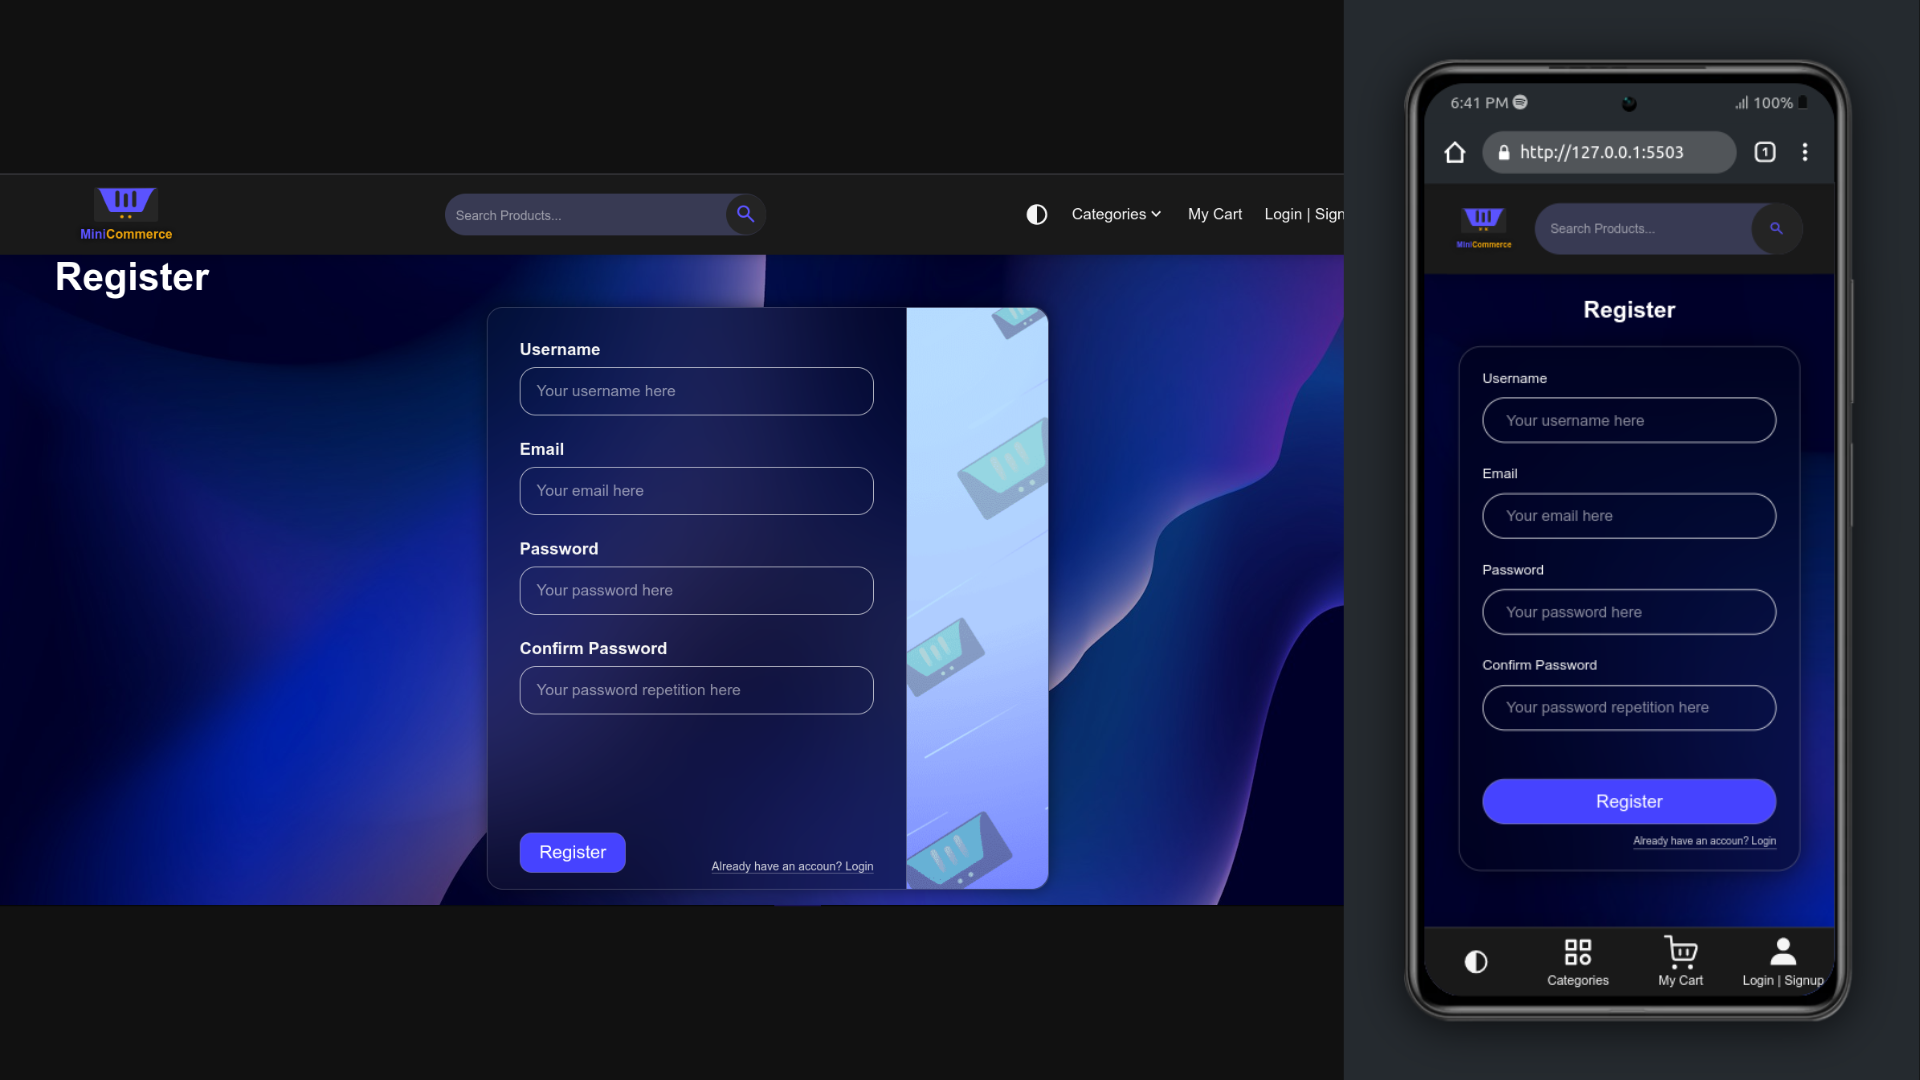 MiniCommerce
Search Products...
Categories
My Cart
Login | Sign
Register
Username
Your username here
Email
Your email here
Password
Your password here
Confirm Password
Your password repetition here
Register
Already have an accoun? Login
6:41 PM
100%
http://127.0.0.1:5503
1
MiniCommerce
Search Products...
Register
Username
Your username here
Email
Your email here
Password
Your password here
Confirm Password
Your password repetition here
Register
Already have an accoun? Login
Categories
My Cart
Login | Signup